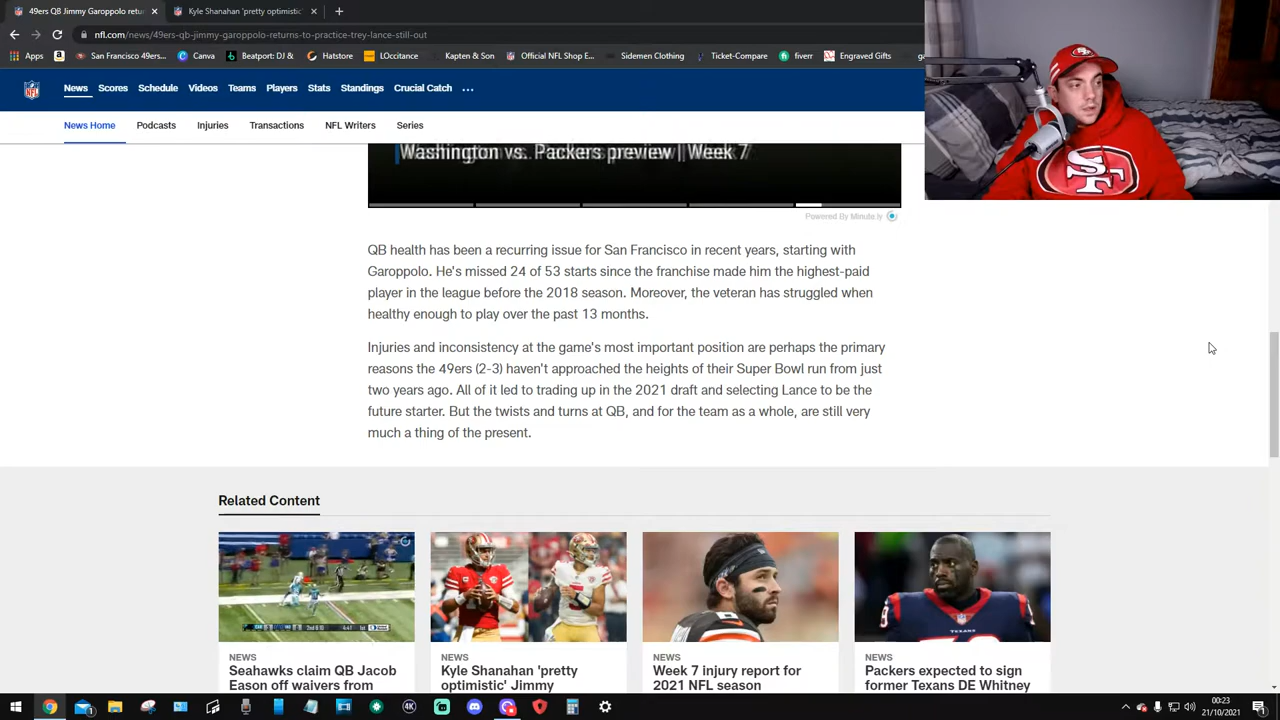 49ers QB Jimmy Garoppolo retu
Kyle Shanahan 'pretty optimistic'
nfl.com/news/49ers-qb-jimmy-garoppolo-returns-to-practice-trey-lance-still-out
Apps San Francisco 49ers... Canva Beatport: DJ & Hatstore LOccitance Kapten & Son Official NFL Shop E... Sidemen Clothing Ticket-Compare fiverr Engraved Gifts
News Scores Schedule Videos Teams Players Stats Standings Crucial Catch ...
News Home Podcasts Injuries Transactions NFL Writers Series
Washington vs. Packers preview | Week 7
Powered By Minute.ly
QB health has been a recurring issue for San Francisco in recent years, starting with
Garoppolo. He's missed 24 of 53 starts since the franchise made him the highest-paid
player in the league before the 2018 season. Moreover, the veteran has struggled when
healthy enough to play over the past 13 months.
Injuries and inconsistency at the game's most important position are perhaps the primary
reasons the 49ers (2-3) haven't approached the heights of their Super Bowl run from just
two years ago. All of it led to trading up in the 2021 draft and selecting Lance to be the
future starter. But the twists and turns at QB, and for the team as a whole, are still very
much a thing of the present.
Related Content
NEWS
Seahawks claim QB Jacob
Eason off waivers from
NEWS
Kyle Shanahan 'pretty
optimistic' Jimmy
NEWS
Week 7 injury report for
2021 NFL season
NEWS
Packers expected to sign
former Texans DE Whitney
SF
TEXANS
00:23
21/10/2021